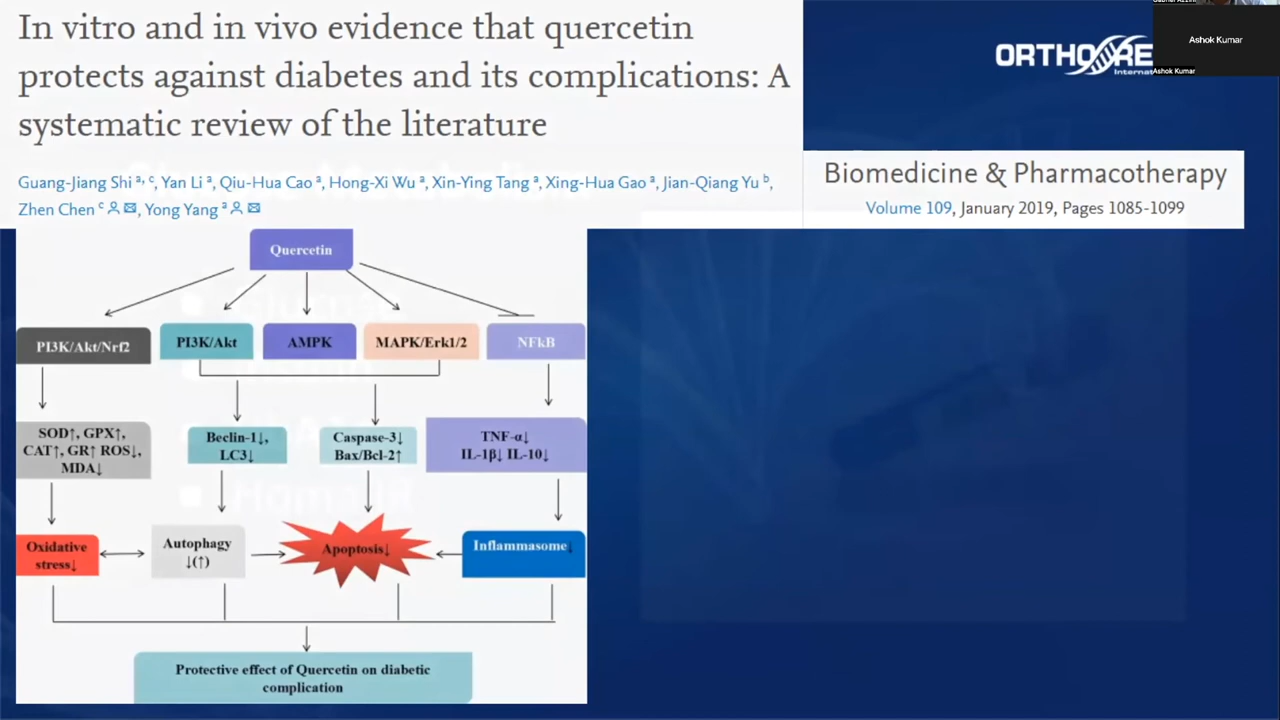 In vitro and in vivo evidence that quercetin
protects against diabetes and its complications: A
systematic review of the literature
Guang-Jiang Shi a, c, Yan Li a, Qiu-Hua Cao a, Hong-Xi Wu a, Xin-Ying Tang a, Xing-Hua Gao a, Jian-Qiang Yu b,
Zhen Chen c, Yong Yang a
Ashok Kumar
Ashok Kumar
Biomedicine & Pharmacotherapy
Volume 109, January 2019, Pages 1085-1099
Quercetin
PI3K/Akt/Nrf2
PI3K/Akt
AMPK
MAPK/Erk1/2
NFkB
SOD↑, GPX↑,
CAT↑, GR↑ ROS↓,
MDA↓
Beclin-1↓,
LC3↓
Caspase-3↓
Bax/Bcl-2↑
TNF-α↓
IL-1β↓ IL-10↓
Oxidative
stress↓
Autophagy
↓(↑)
Apoptosis↓
Inflammasome↓
Protective effect of Quercetin on diabetic
complication